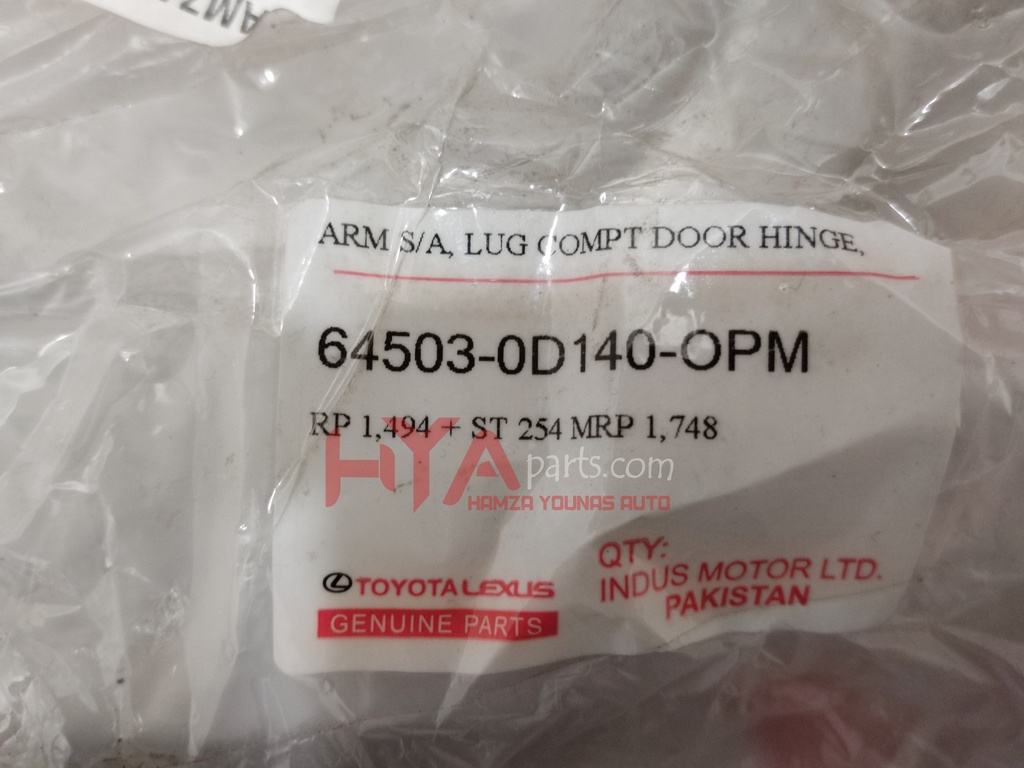 ARM S/A, LUG COMPT DOOR HINGE,
64503-0D140-OPM
RP 1,494 + ST 254 MRP 1,748
HYAparts.com
HAMZA YOUNAS AUTO
TOYOTA LEXUS
GENUINE PARTS
QTY:
INDUS MOTOR LTD.
PAKISTAN